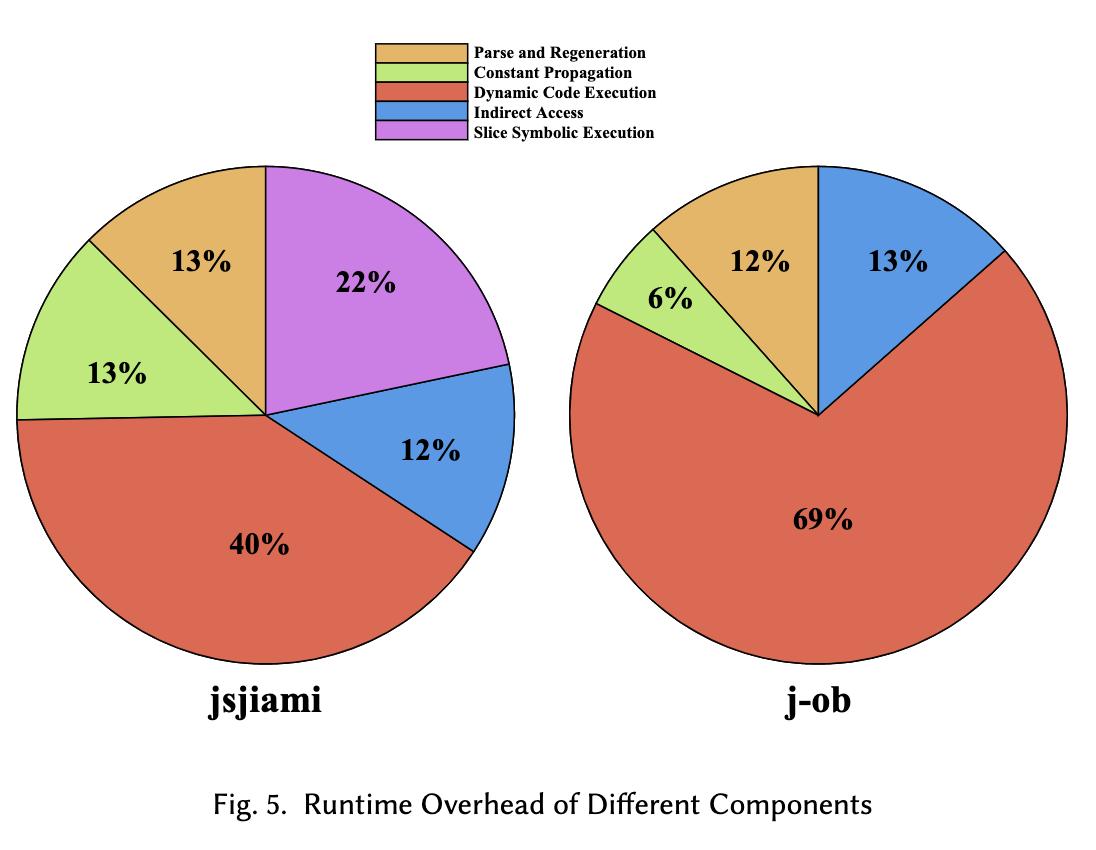 Parse and Regeneration
Constant Propagation
Dynamic Code Execution
Indirect Access
Slice Symbolic Execution
13%
22%
13%
12%
40%
jsjiami
12%
13%
6%
69%
j-ob
Fig. 5. Runtime Overhead of Different Components